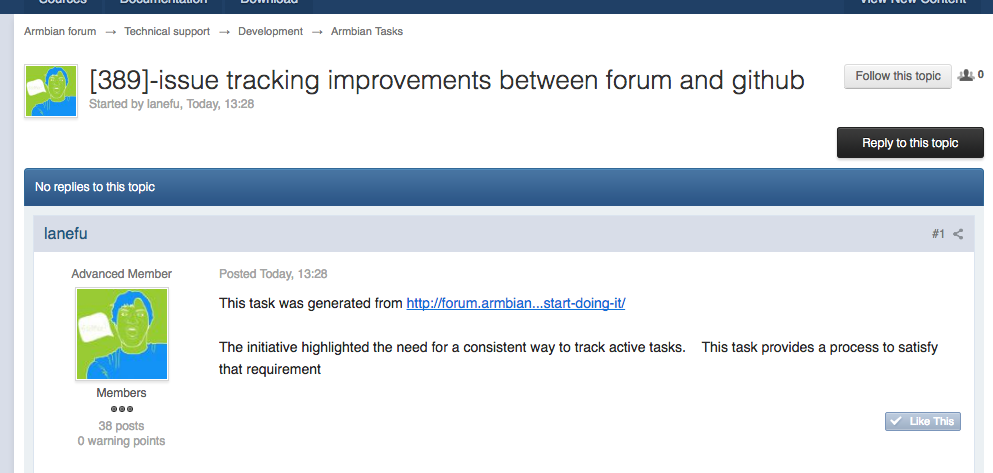 Sources Documentation Download View New Content
Armbian forum → Technical support → Development → Armbian Tasks
[389]-issue tracking improvements between forum and github
Follow this topic 0
Started by lanefu, Today, 13:28
Reply to this topic
No replies to this topic
lanefu #1
Advanced Member
Posted Today, 13:28
This task was generated from http://forum.armbian...start-doing-it/
The initiative highlighted the need for a consistent way to track active tasks. This task provides a process to satisfy
that requirement
Members
38 posts
0 warning points
Like This